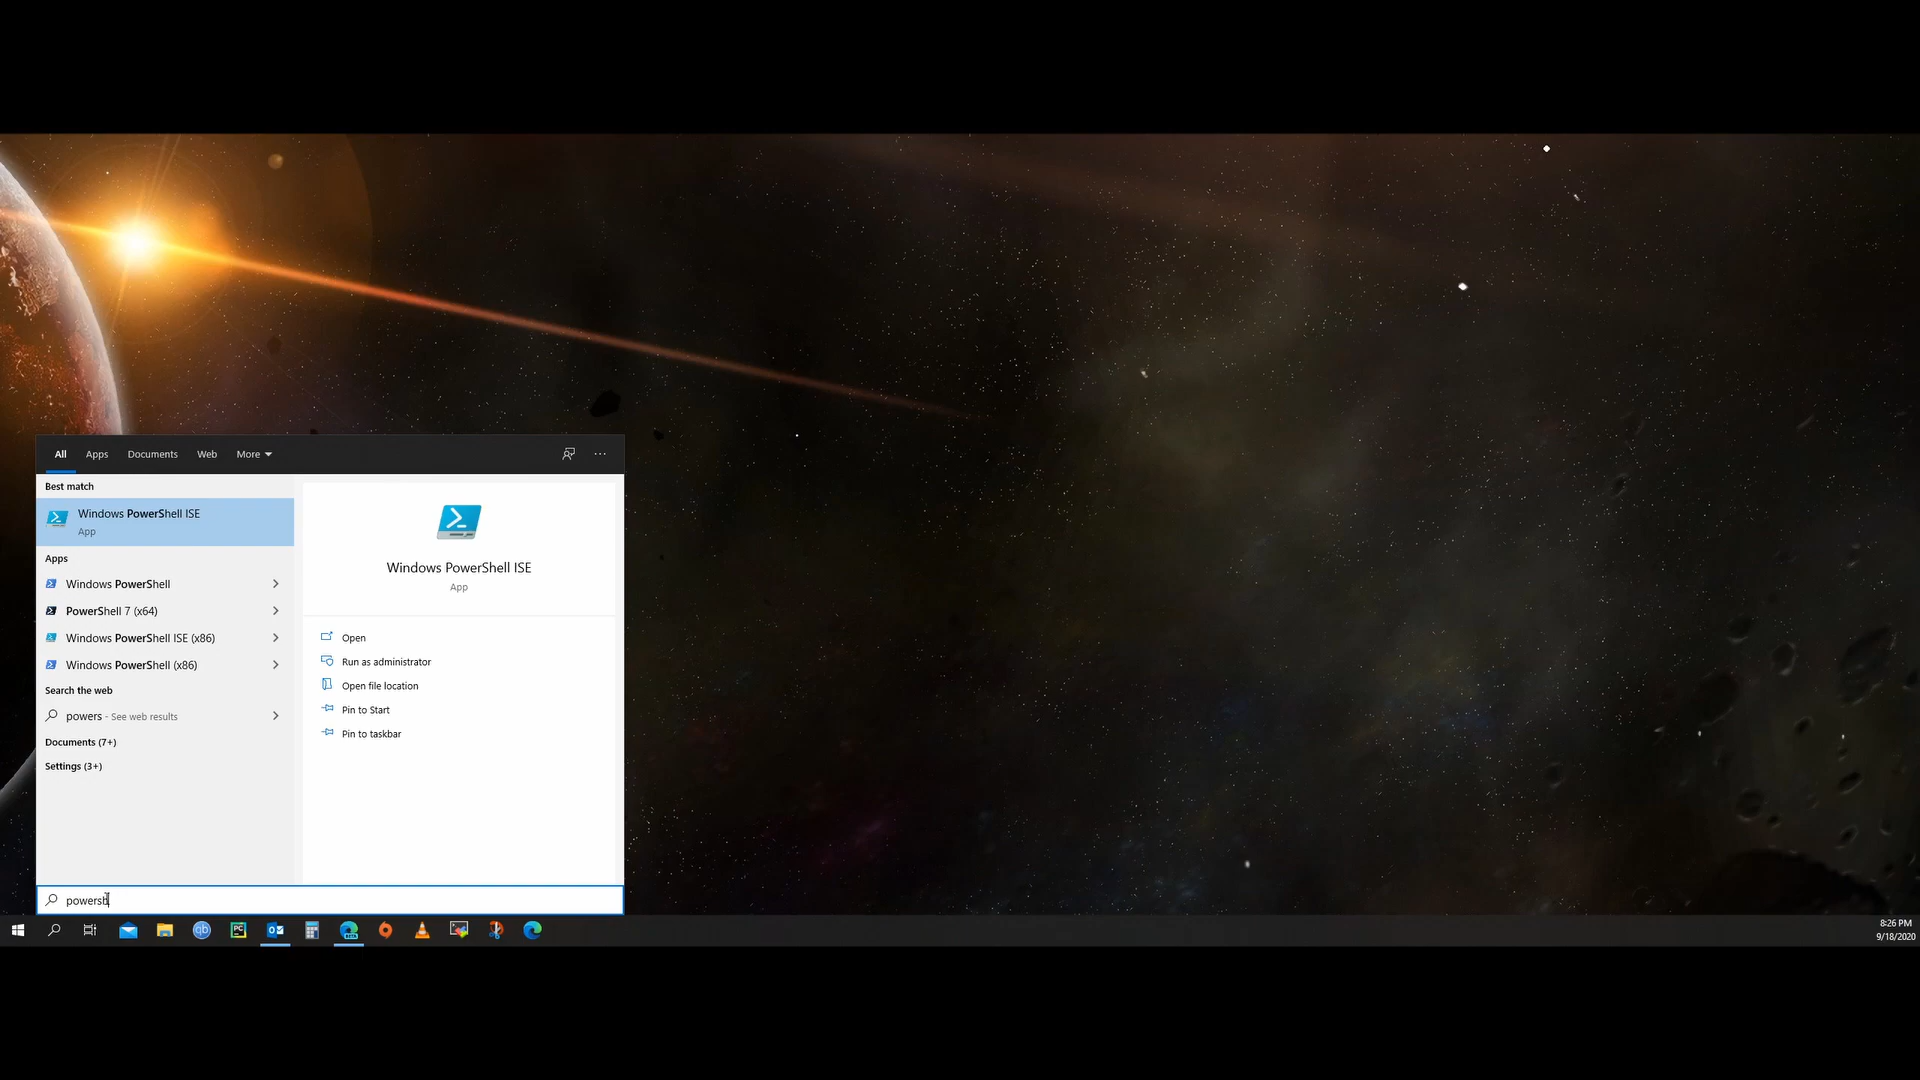 All Apps Documents Web More
Best match
Windows PowerShell ISE
App
Apps
Windows PowerShell
PowerShell 7 (x64)
Windows PowerShell ISE (x86)
Windows PowerShell (x86)
Search the web
powers - See web results
Documents (7+)
Settings (3+)
Windows PowerShell ISE
App
Open
Run as administrator
Open file location
Pin to Start
Pin to taskbar
powersh
qb PC BETA
8:26 PM
9/18/2020